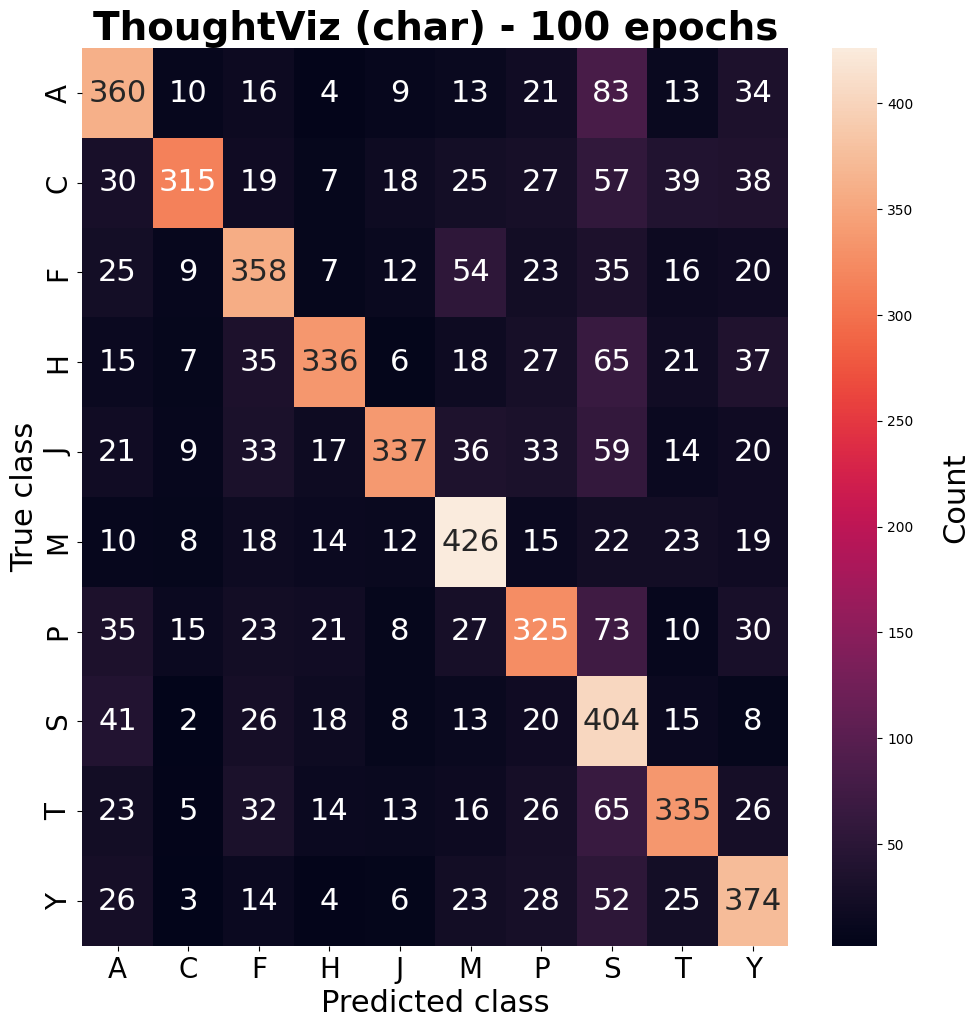 ThoughtViz (char) - 100 epochs
A 360 10 16 4 9 13 21 83 13 34
C 30 315 19 7 18 25 27 57 39 38
F 25 9 358 7 12 54 23 35 16 20
H 15 7 35 336 6 18 27 65 21 37
J 21 9 33 17 337 36 33 59 14 20
M 10 8 18 14 12 426 15 22 23 19
P 35 15 23 21 8 27 325 73 10 30
S 41 2 26 18 8 13 20 404 15 8
T 23 5 32 14 13 16 26 65 335 26
Y 26 3 14 4 6 23 28 52 25 374
A C F H J M P S T Y
Predicted class
True class
400
350
300
250
200
150
100
50
Count